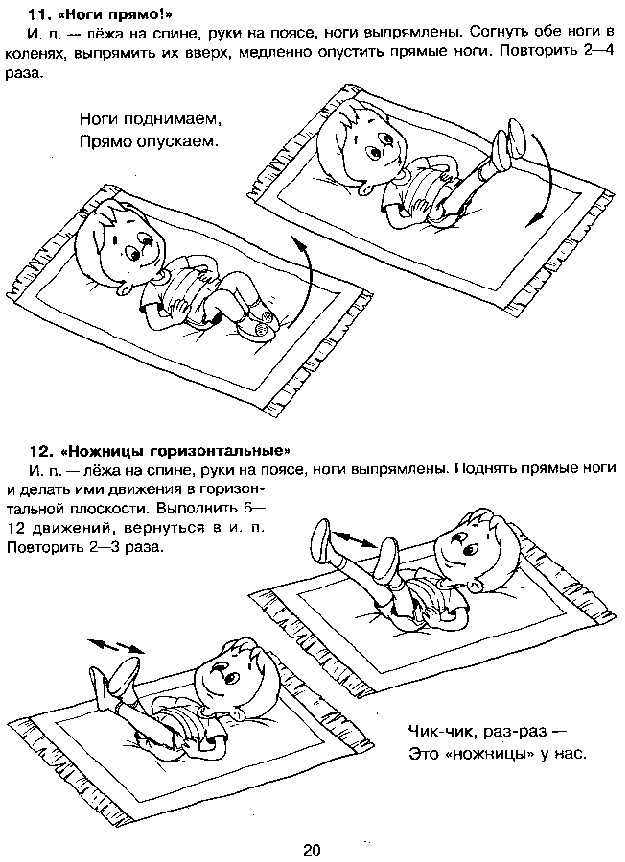 11. «Ноги прямо!»
И. п. — лёжа на спине, руки на поясе, ноги выпрямлены. Согнуть обе ноги в
коленях, выпрямить их вверх, медленно опустить прямые ноги. Повторить 2—4
раза.
Ноги поднимаем,
Прямо опускаем.
12. «Ножницы горизонтальные»
И. п. — лёжа на спине, руки на поясе, ноги выпрямлены. Поднять прямые ноги
и делать ими движения в горизон-
тальной плоскости. Выполнить
12 движений, вернуться в и. п.
Повторить 2—3 раза.
Чик-чик, раз-раз —
Это «ножницы» у нас.
20